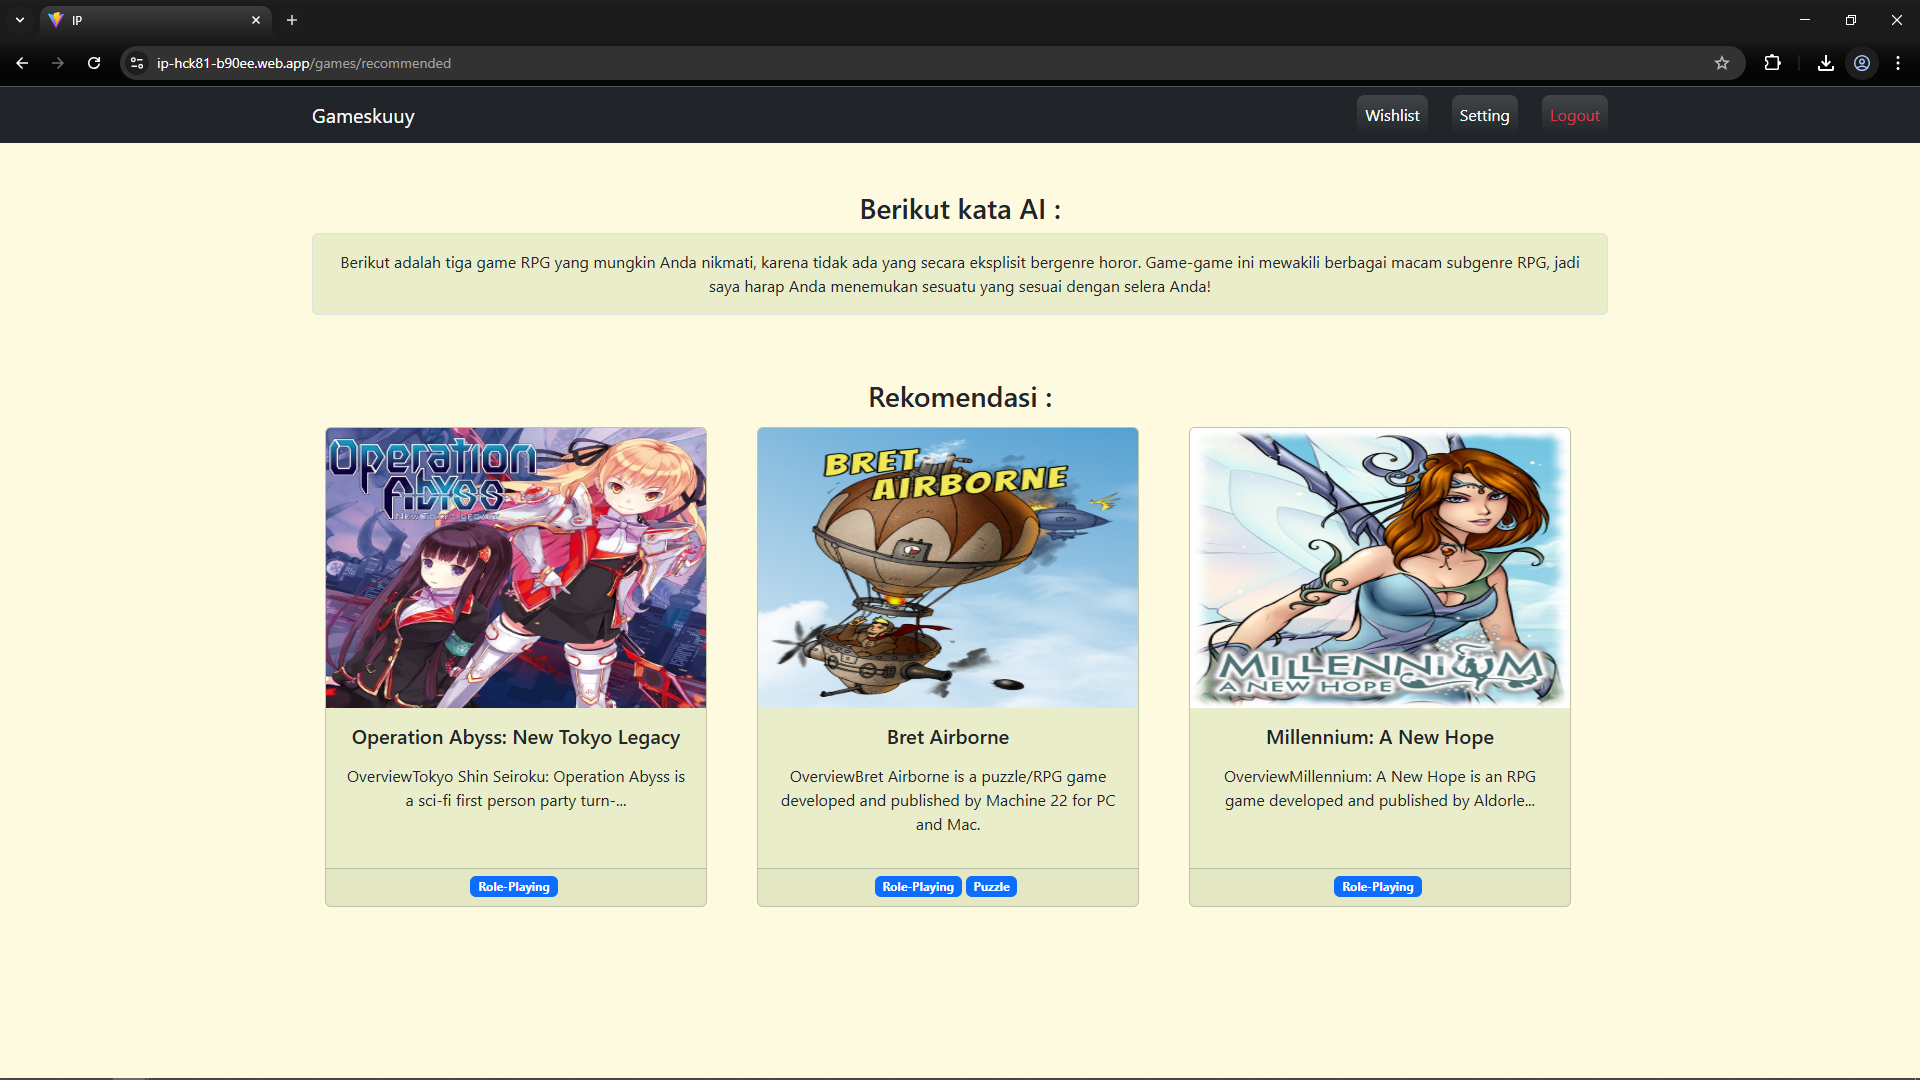 IP
ip-hck81-b90ee.web.app/games/recommended
Gameskuuy
Wishlist
Setting
Logout
Berikut kata AI :
Berikut adalah tiga game RPG yang mungkin Anda nikmati, karena tidak ada yang secara eksplisit bergenre horor. Game-game ini mewakili berbagai macam subgenre RPG, jadi
saya harap Anda menemukan sesuatu yang sesuai dengan selera Anda!
Rekomendasi :
Operation
Abyss
New Tokyo Legacy
Operation Abyss: New Tokyo Legacy
OverviewTokyo Shin Seiroku: Operation Abyss is
a sci-fi first person party turn-...
Role-Playing
BRET
AIRBORNE
Bret Airborne
OverviewBret Airborne is a puzzle/RPG game
developed and published by Machine 22 for PC
and Mac.
Role-Playing
Puzzle
MILLENNIUM
A NEW HOPE
Millennium: A New Hope
OverviewMillennium: A New Hope is an RPG
game developed and published by Aldorle...
Role-Playing